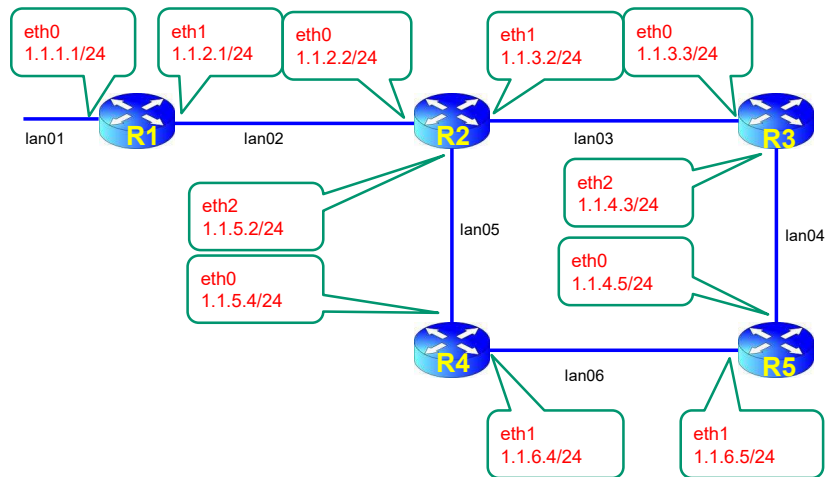 eth0
1.1.1.1/24
eth1
1.1.2.1/24
eth0
1.1.2.2/24
eth1
1.1.3.2/24
eth0
1.1.3.3/24
R1
R2
R3
lan01
lan02
lan03
eth2
1.1.5.2/24
eth2
1.1.4.3/24
lan05
lan04
eth0
1.1.5.4/24
eth0
1.1.4.5/24
R4
R5
lan06
eth1
1.1.6.4/24
eth1
1.1.6.5/24